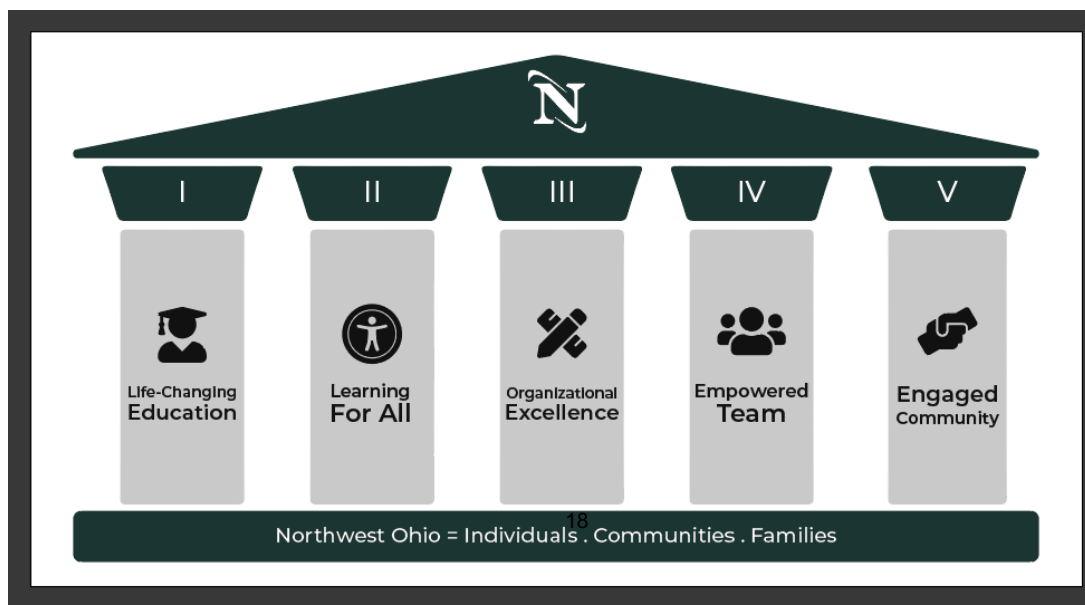 N
I
II
III
IV
V
Life-Changing
Education
Learning
For All
Organizational
Excellence
Empowered
Team
Engaged
Community
18
Northwest Ohio = Individuals . Communities . Families